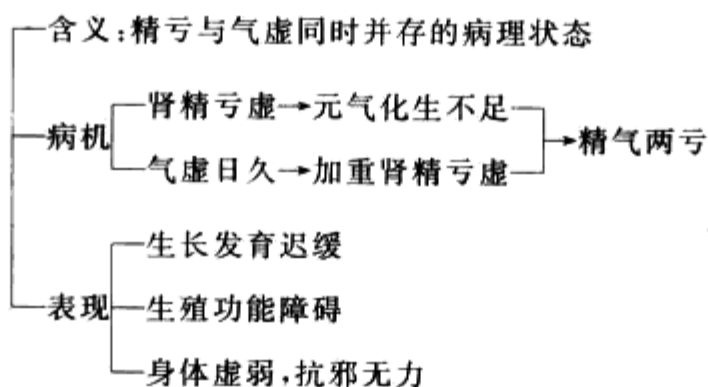 含义:精亏与气虚同时并存的病理状态
病机
肾精亏虚→元气化生不足
气虚日久→加重肾精亏虚
→精气两亏
表现
生长发育迟缓
生殖功能障碍
身体虚弱,抗邪无力